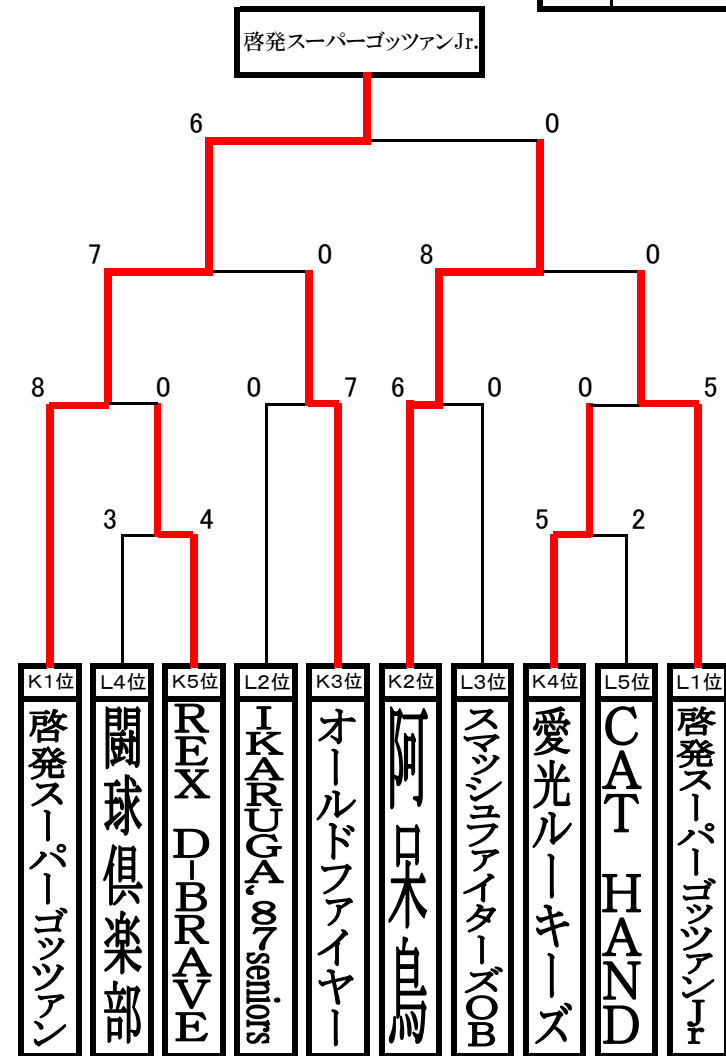 啓発スーパーゴッツァンJr.
6
0
7
0
8
0
8
0
0
7
6
0
0
5
3
4
5
2
K1位
L4位
K5位
L2位
K3位
K2位
L3位
K4位
L5位
L1位
啓発スーパーゴッツァン
闘球倶楽部
REX D-BRAVE
IKARUGA‘87seniors
オールドファイヤー
阿呆鳥
スマッシュファイターズOB
愛光ルーキーズ
CAT HAND
啓発スーパーゴッツァンJr